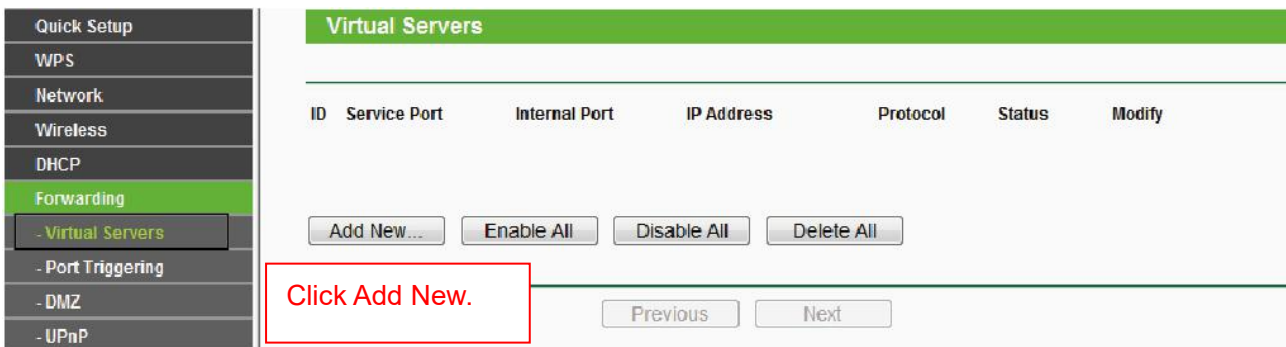 Quick Setup
WPS
Network
Wireless
DHCP
Forwarding
- Virtual Servers
- Port Triggering
- DMZ
- UPnP
Virtual Servers
ID Service Port Internal Port IP Address Protocol Status Modify
Add New... Enable All Disable All Delete All
Click Add New.
Previous Next